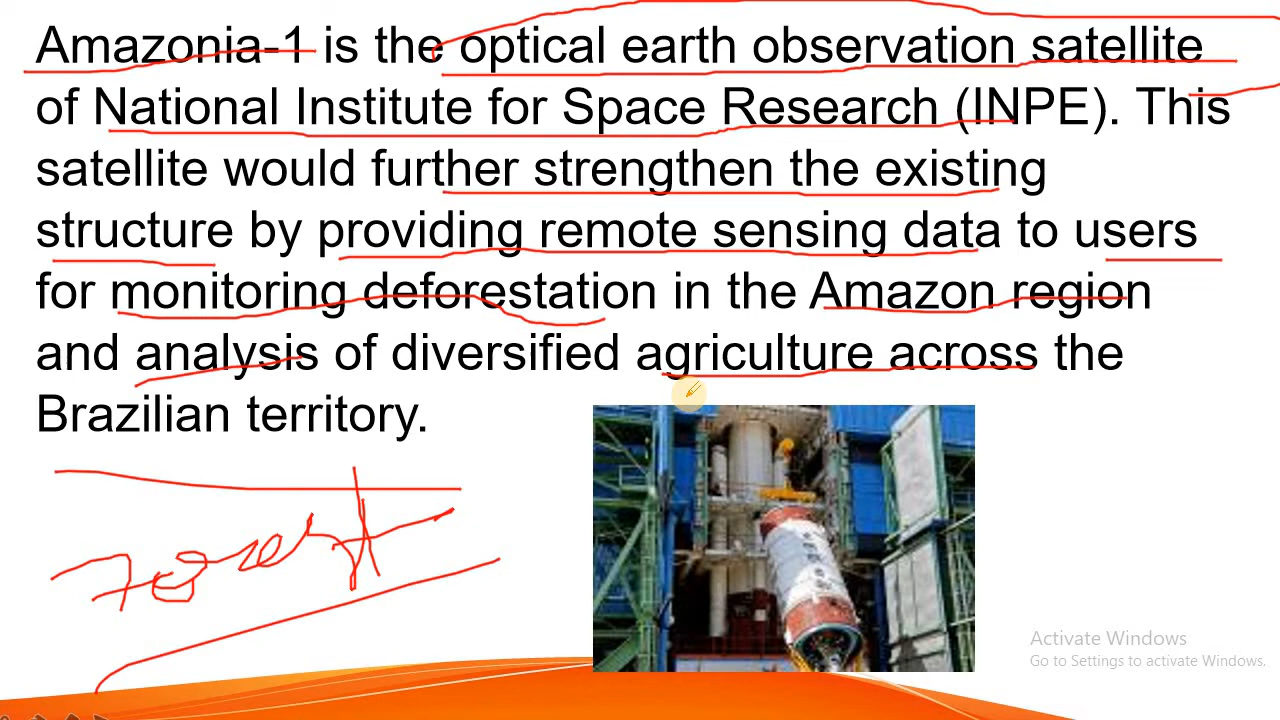 Amazonia-1 is the optical earth observation satellite
of National Institute for Space Research (INPE). This
satellite would further strengthen the existing
structure by providing remote sensing data to users
for monitoring deforestation in the Amazon region
and analysis of diversified agriculture across the
Brazilian territory.
forest
Activate Windows
Go to Settings to activate Windows.